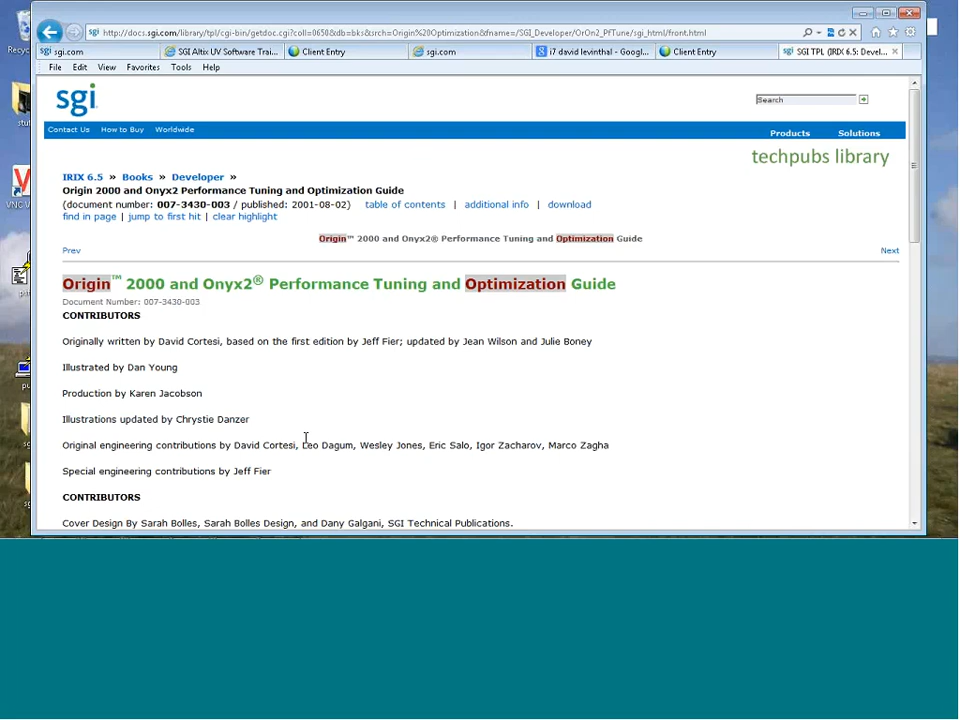 http://docs.sgi.com/library/tpl/cgi-bin/getdoc.cgi?coll=0650&db=bks&srch=Origin%20Optimization&fname=/SGI_Developer/OrOn2_PfTune/sgi_html/front.html
sgi.com SGI Altix UV Software Trai... Client Entry sgi.com i7 david levinthal - Googl... Client Entry SGI TPL (IRIX 6.5: Devel...
File Edit View Favorites Tools Help
sgi
Search
Contact Us How to Buy Worldwide Products Solutions
techpubs library
IRIX 6.5 » Books » Developer »
Origin 2000 and Onyx2 Performance Tuning and Optimization Guide
(document number: 007-3430-003 / published: 2001-08-02) table of contents | additional info | download
find in page | jump to first hit | clear highlight
Origin™ 2000 and Onyx2® Performance Tuning and Optimization Guide
Prev Next
Origin™ 2000 and Onyx2® Performance Tuning and Optimization Guide
Document Number: 007-3430-003
CONTRIBUTORS
Originally written by David Cortesi, based on the first edition by Jeff Fier; updated by Jean Wilson and Julie Boney
Illustrated by Dan Young
Production by Karen Jacobson
Illustrations updated by Chrystie Danzer
Original engineering contributions by David Cortesi, Leo Dagum, Wesley Jones, Eric Salo, Igor Zacharov, Marco Zagha
Special engineering contributions by Jeff Fier
CONTRIBUTORS
Cover Design By Sarah Bolles, Sarah Bolles Design, and Dany Galgani, SGI Technical Publications.
Recyc
stu
VNC V